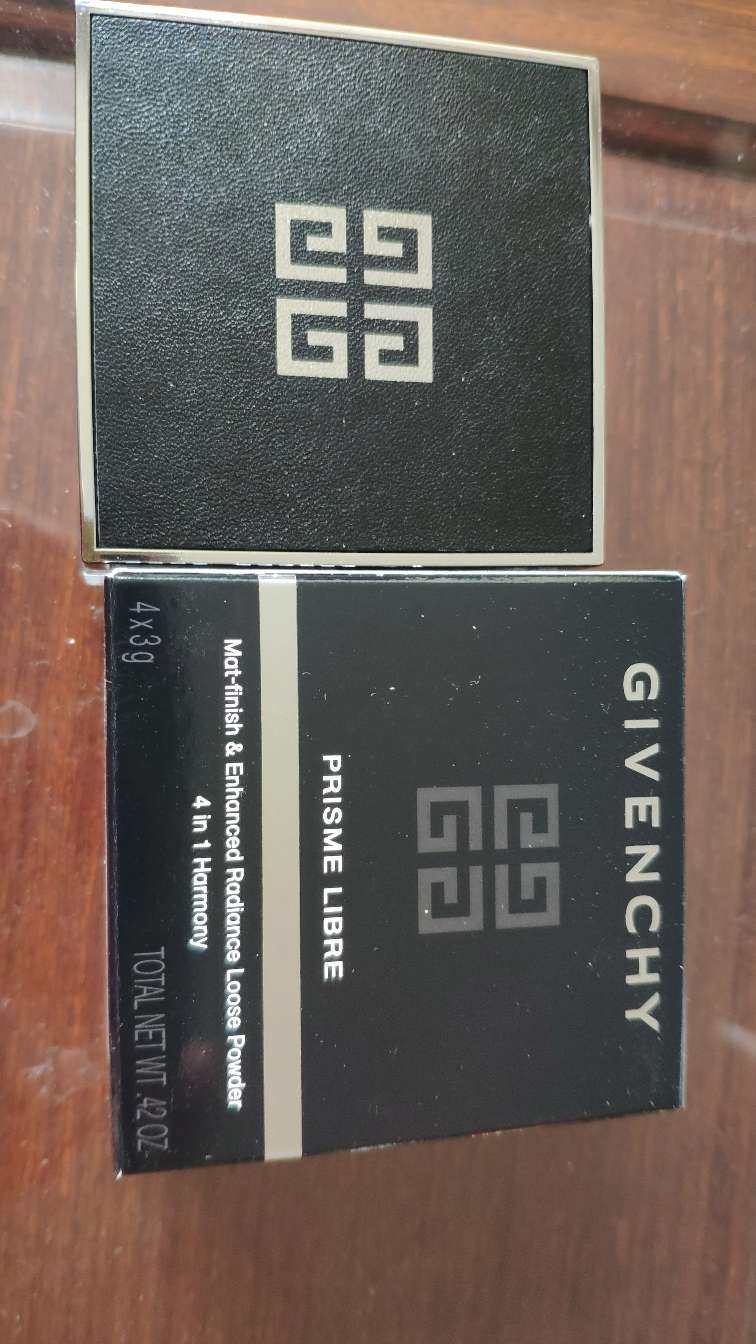 GIVENCHY
PRISME LIBRE
Mat-finish & Enhanced Radiance Loose Powder
4 in 1 Harmony
4 x 3 g
TOTAL NET WT. .42 OZ.